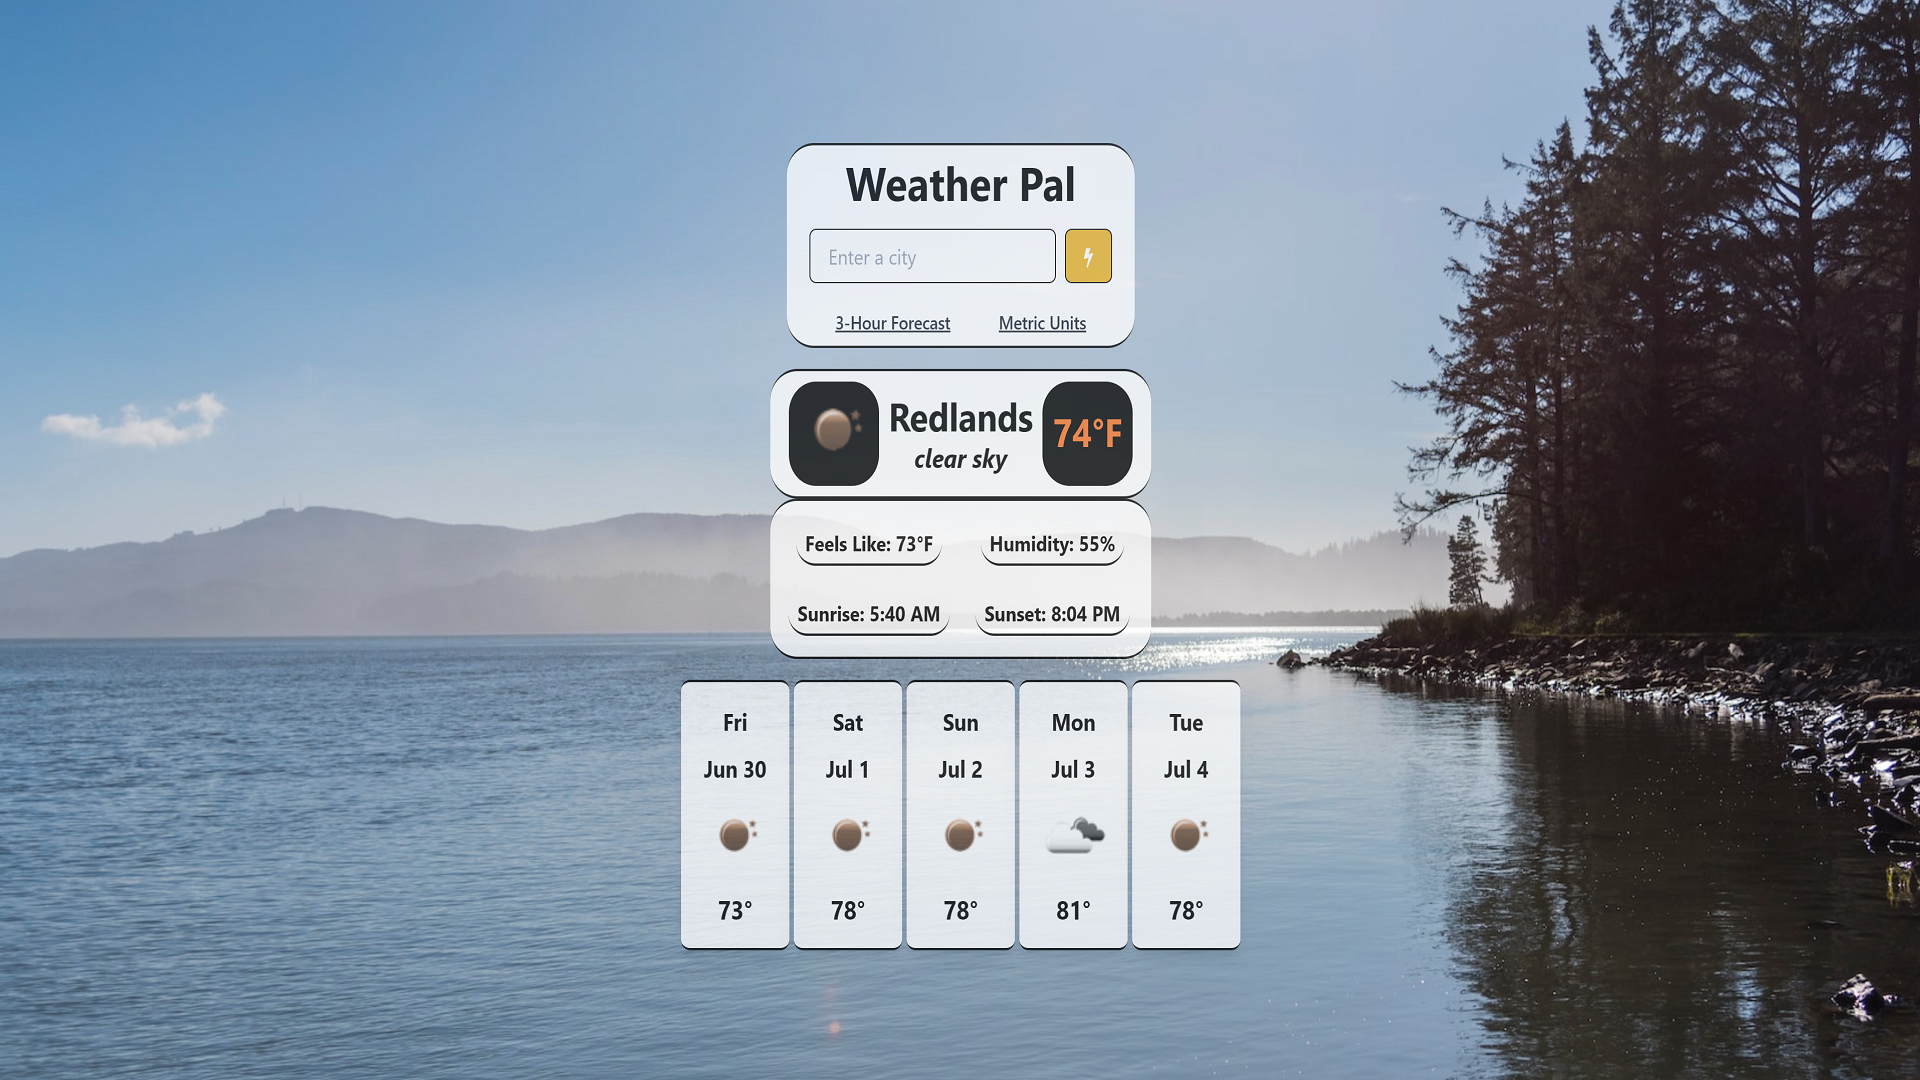 Weather Pal
Enter a city
3-Hour Forecast Metric Units
Redlands
clear sky
74°F
Feels Like: 73°F Humidity: 55%
Sunrise: 5:40 AM Sunset: 8:04 PM
Fri Sat Sun Mon Tue
Jun 30 Jul 1 Jul 2 Jul 3 Jul 4
73° 78° 78° 81° 78°